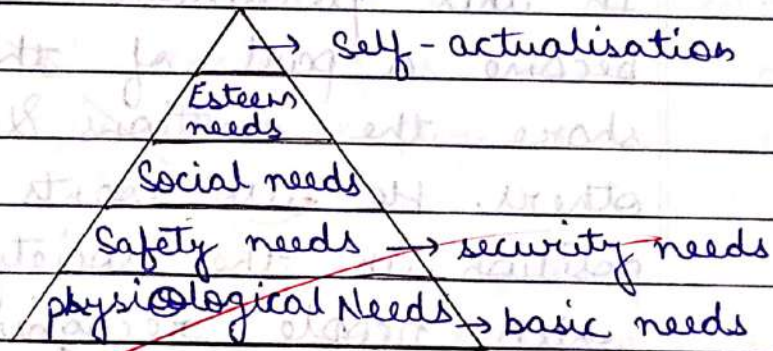 → Self-actualisation
Esteem
needs
Social needs
Safety needs → security needs
physiological Needs → basic needs